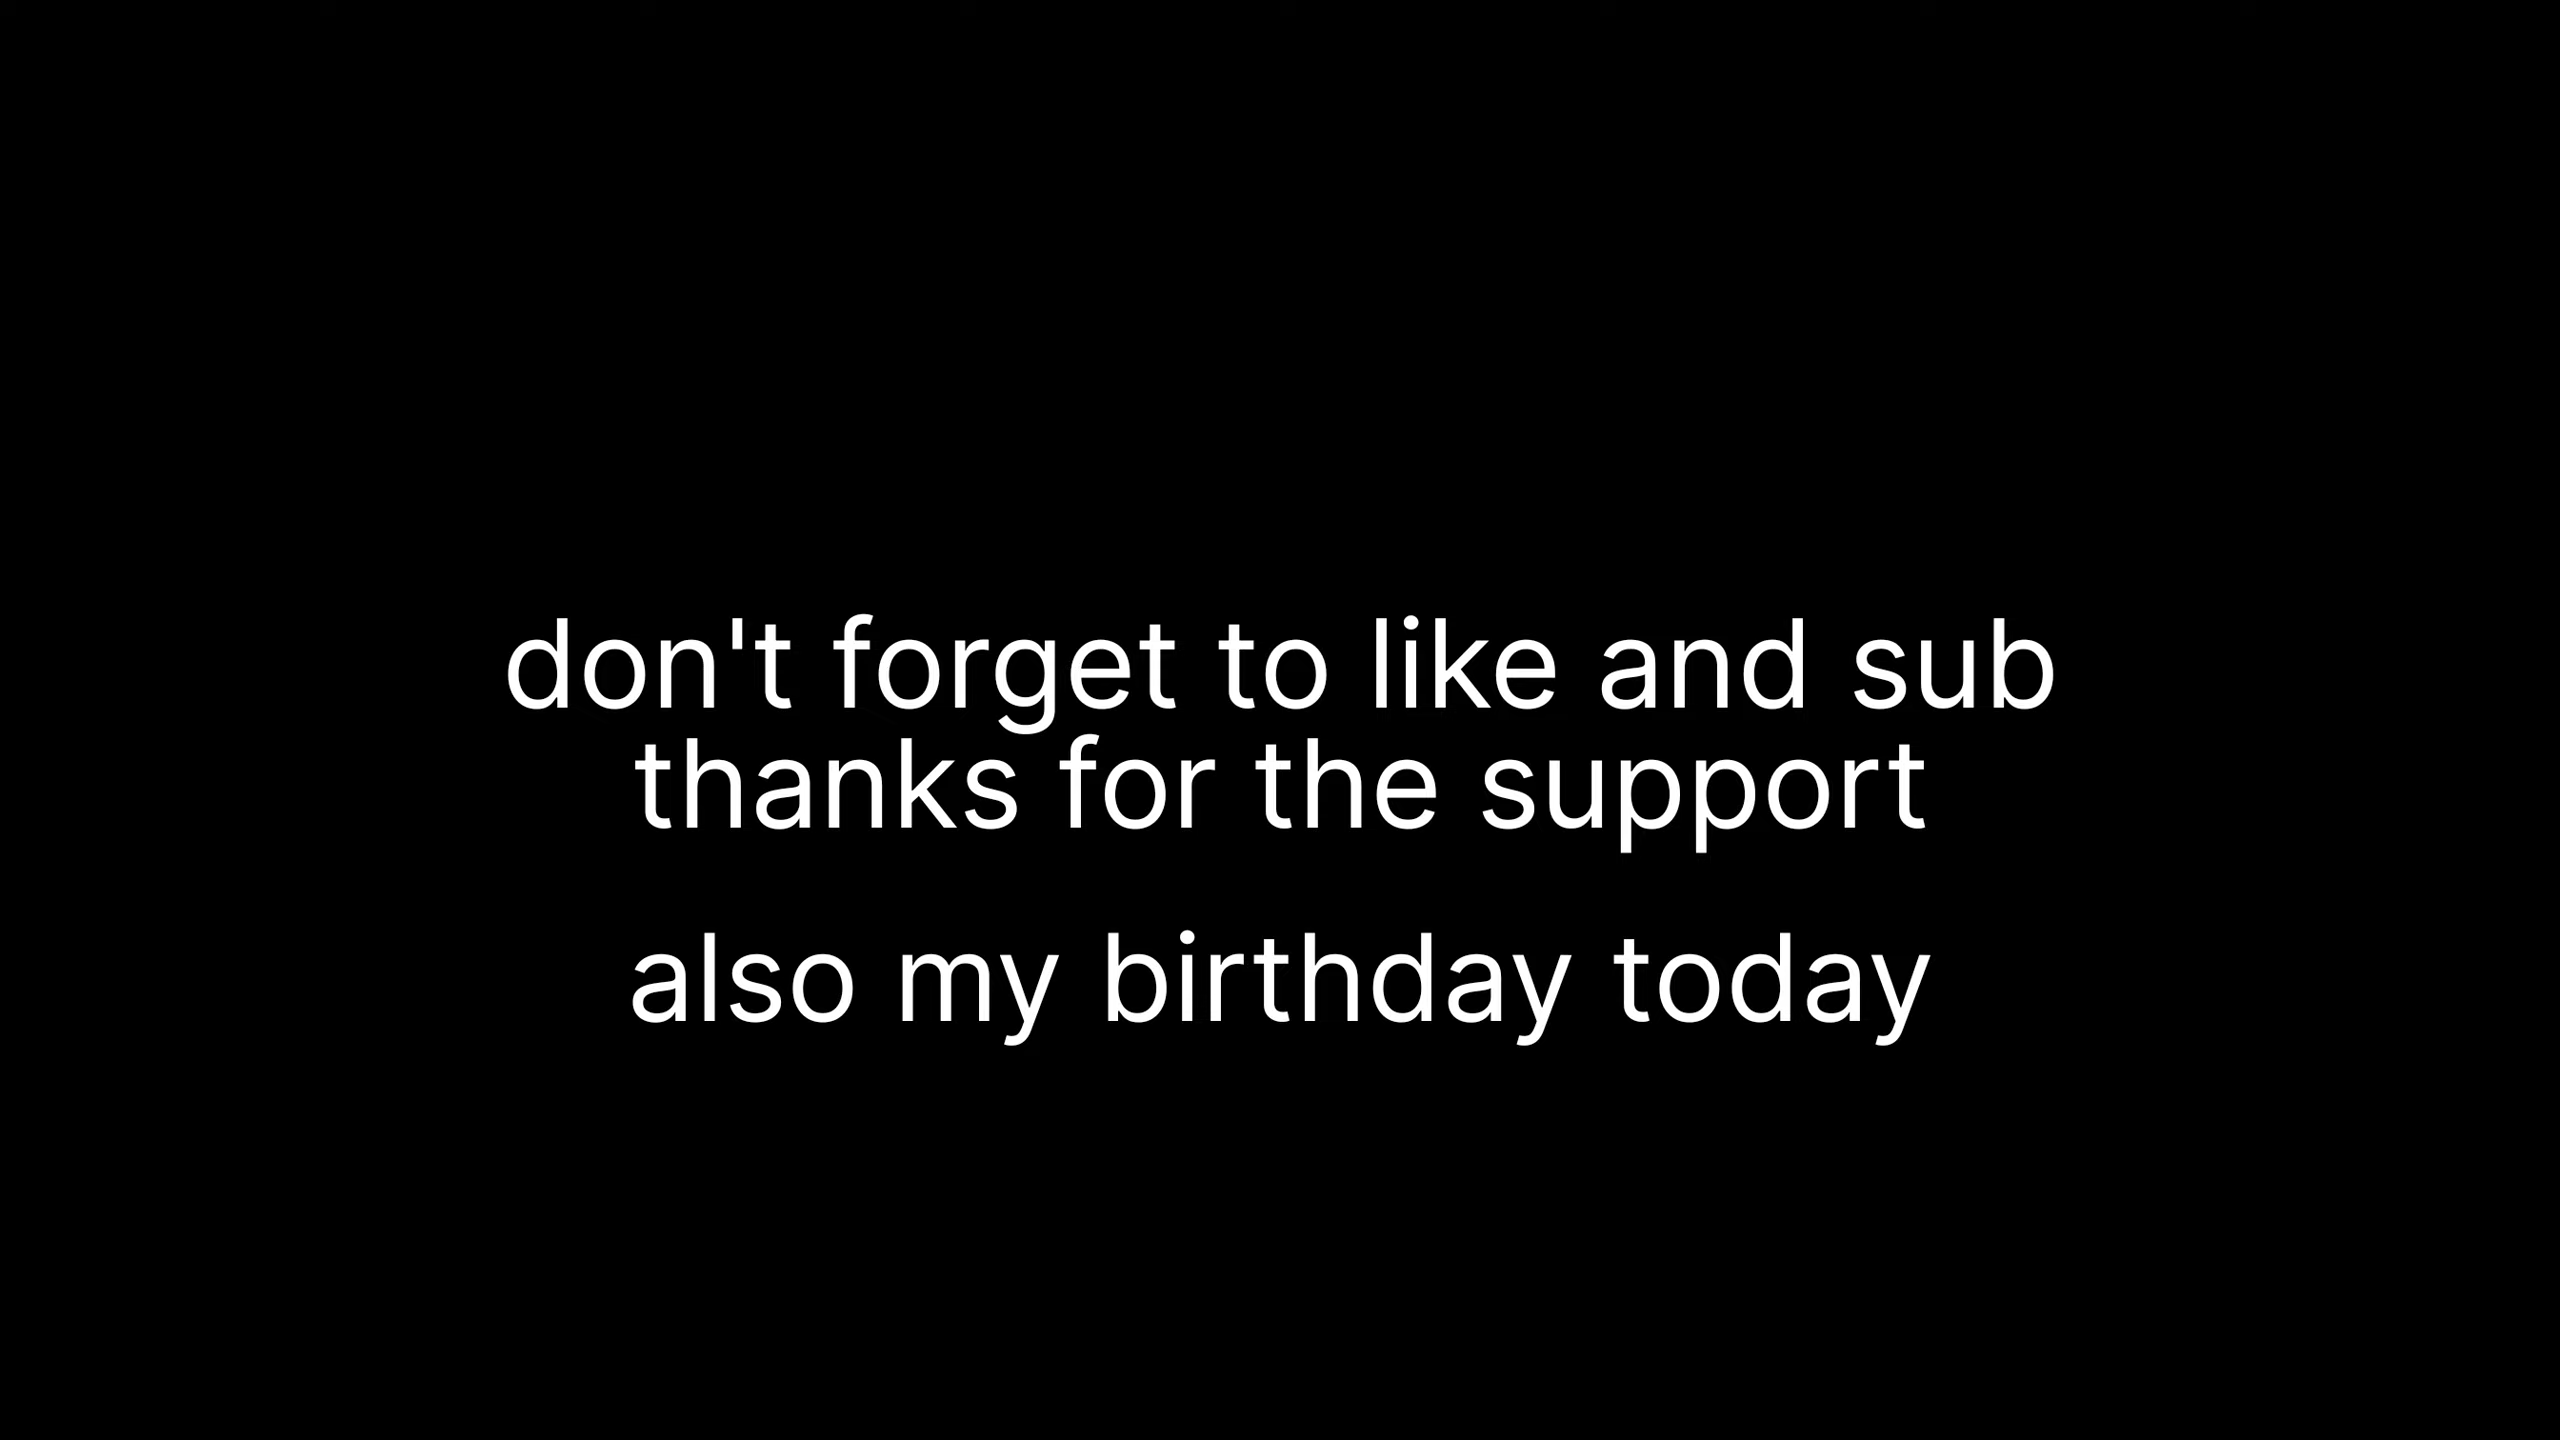 don't forget to like and sub
thanks for the support
also my birthday today